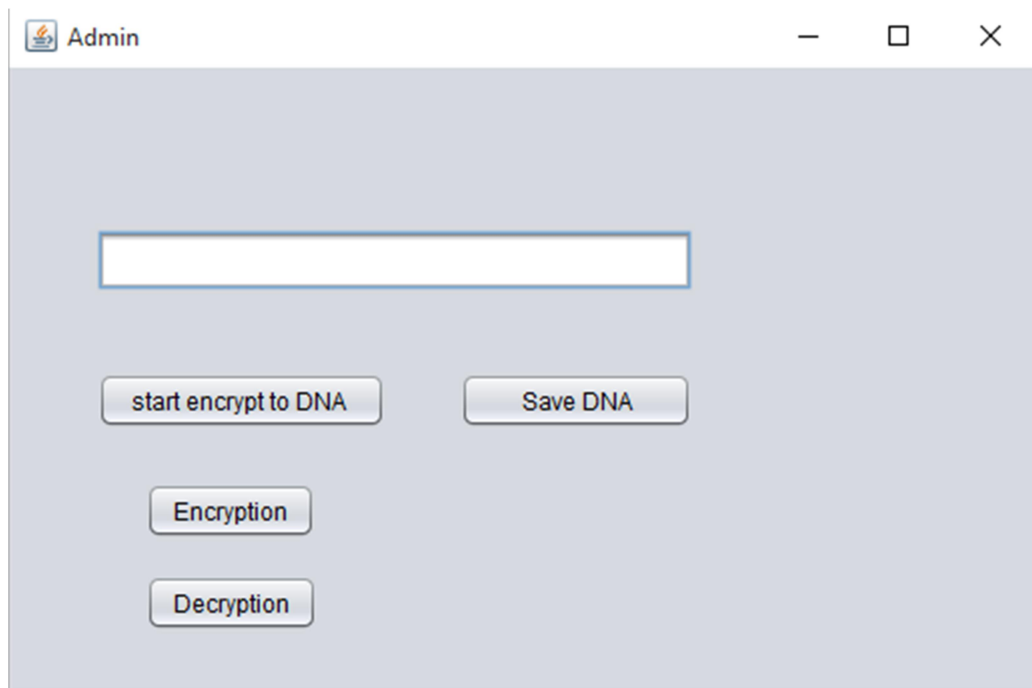 Admin
start encrypt to DNA
Save DNA
Encryption
Decryption